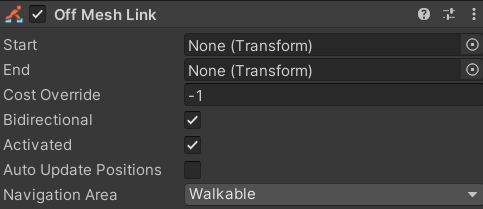 Off Mesh Link
Start None (Transform)
End None (Transform)
Cost Override -1
Bidirectional
Activated
Auto Update Positions
Navigation Area Walkable